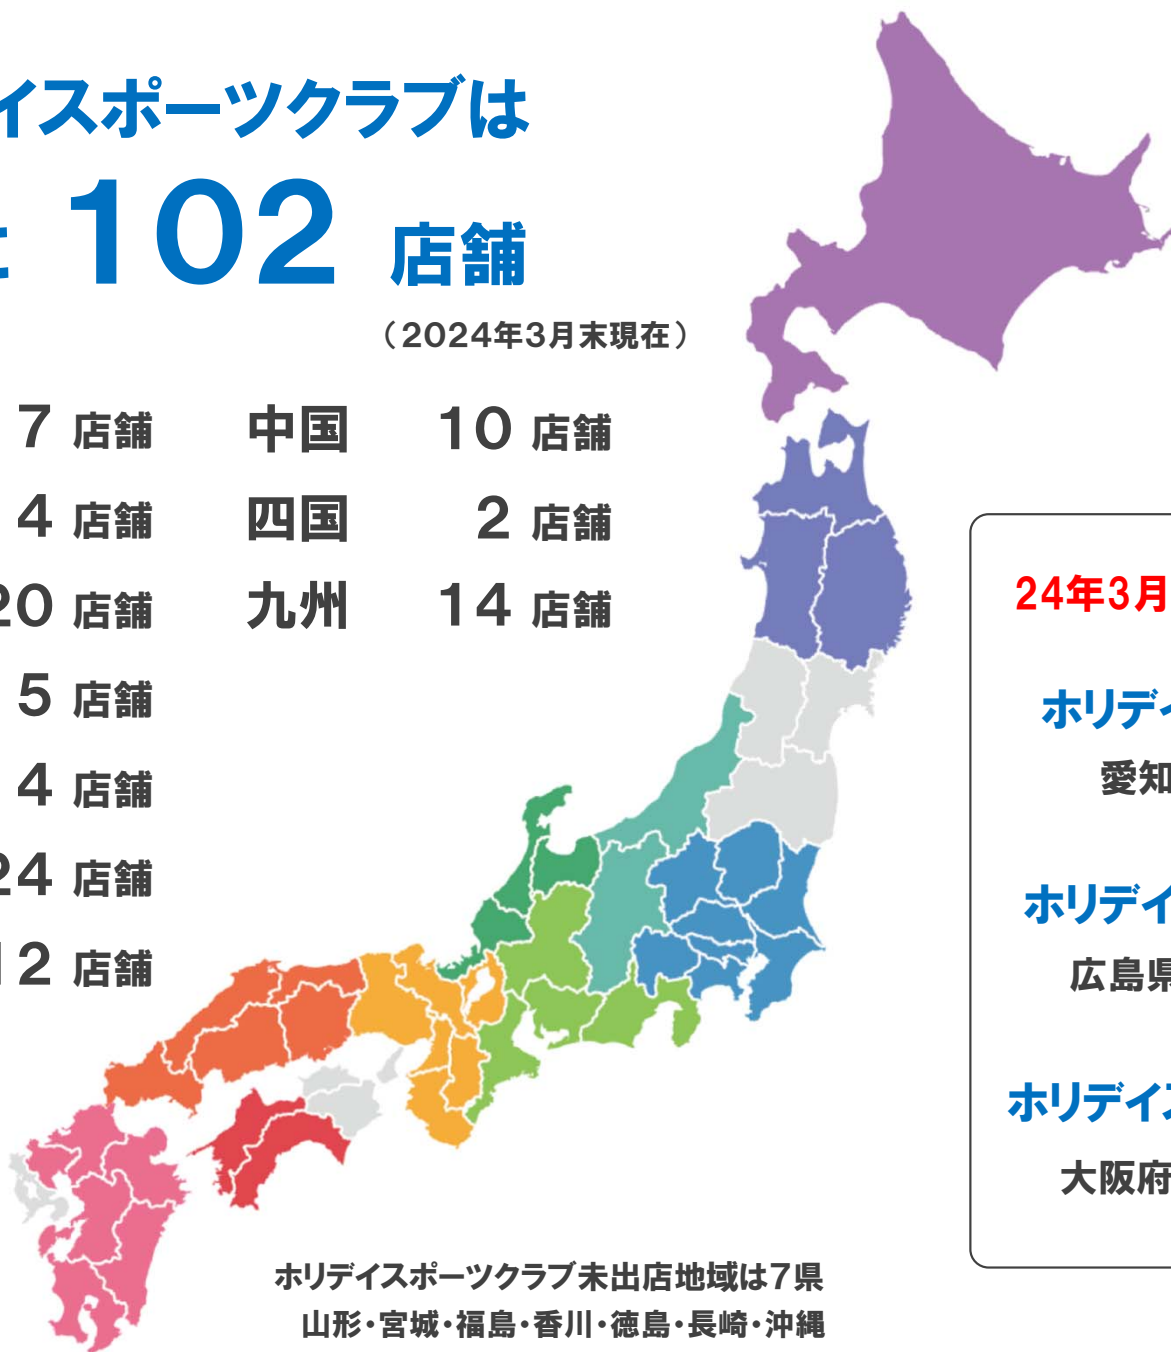 イスポーツクラブは
102 店舗
（2024年3月末現在）
7 店舗
4 店舗
20 店舗
5 店舗
4 店舗
24 店舗
12 店舗
中国 10 店舗
四国 2 店舗
九州 14 店舗
24年3月
ホリデイ
愛知
ホリデイ
広島県
ホリデイス
大阪府
ホリデイスポーツクラブ未出店地域は7県
山形・宮城・福島・香川・徳島・長崎・沖縄